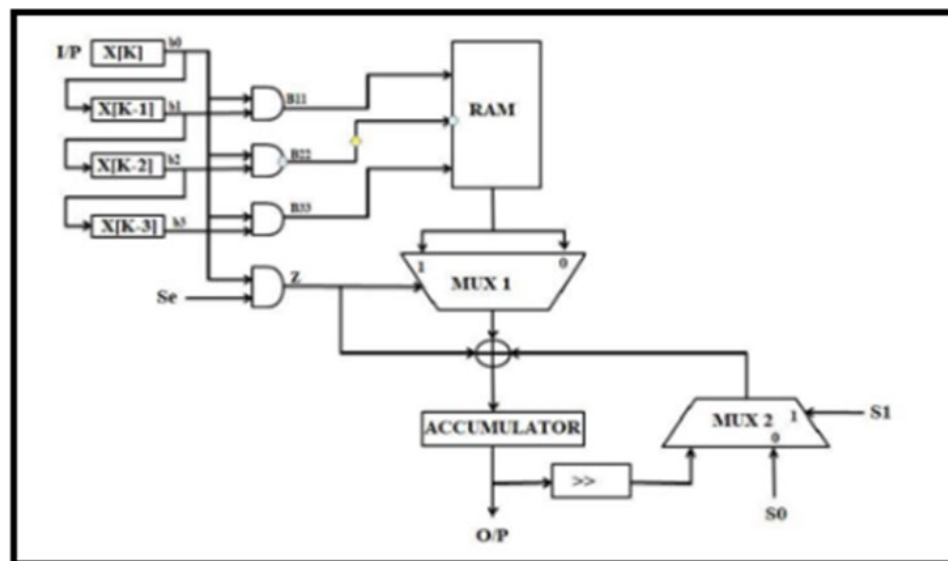 I/P
X[K]
b0
X[K-1]
b1
X[K-2]
b2
X[K-3]
b3
B11
B22
B33
Se
Z
RAM
1
MUX 1
0
ACCUMULATOR
>>
O/P
MUX 2
1
0
S1
S0